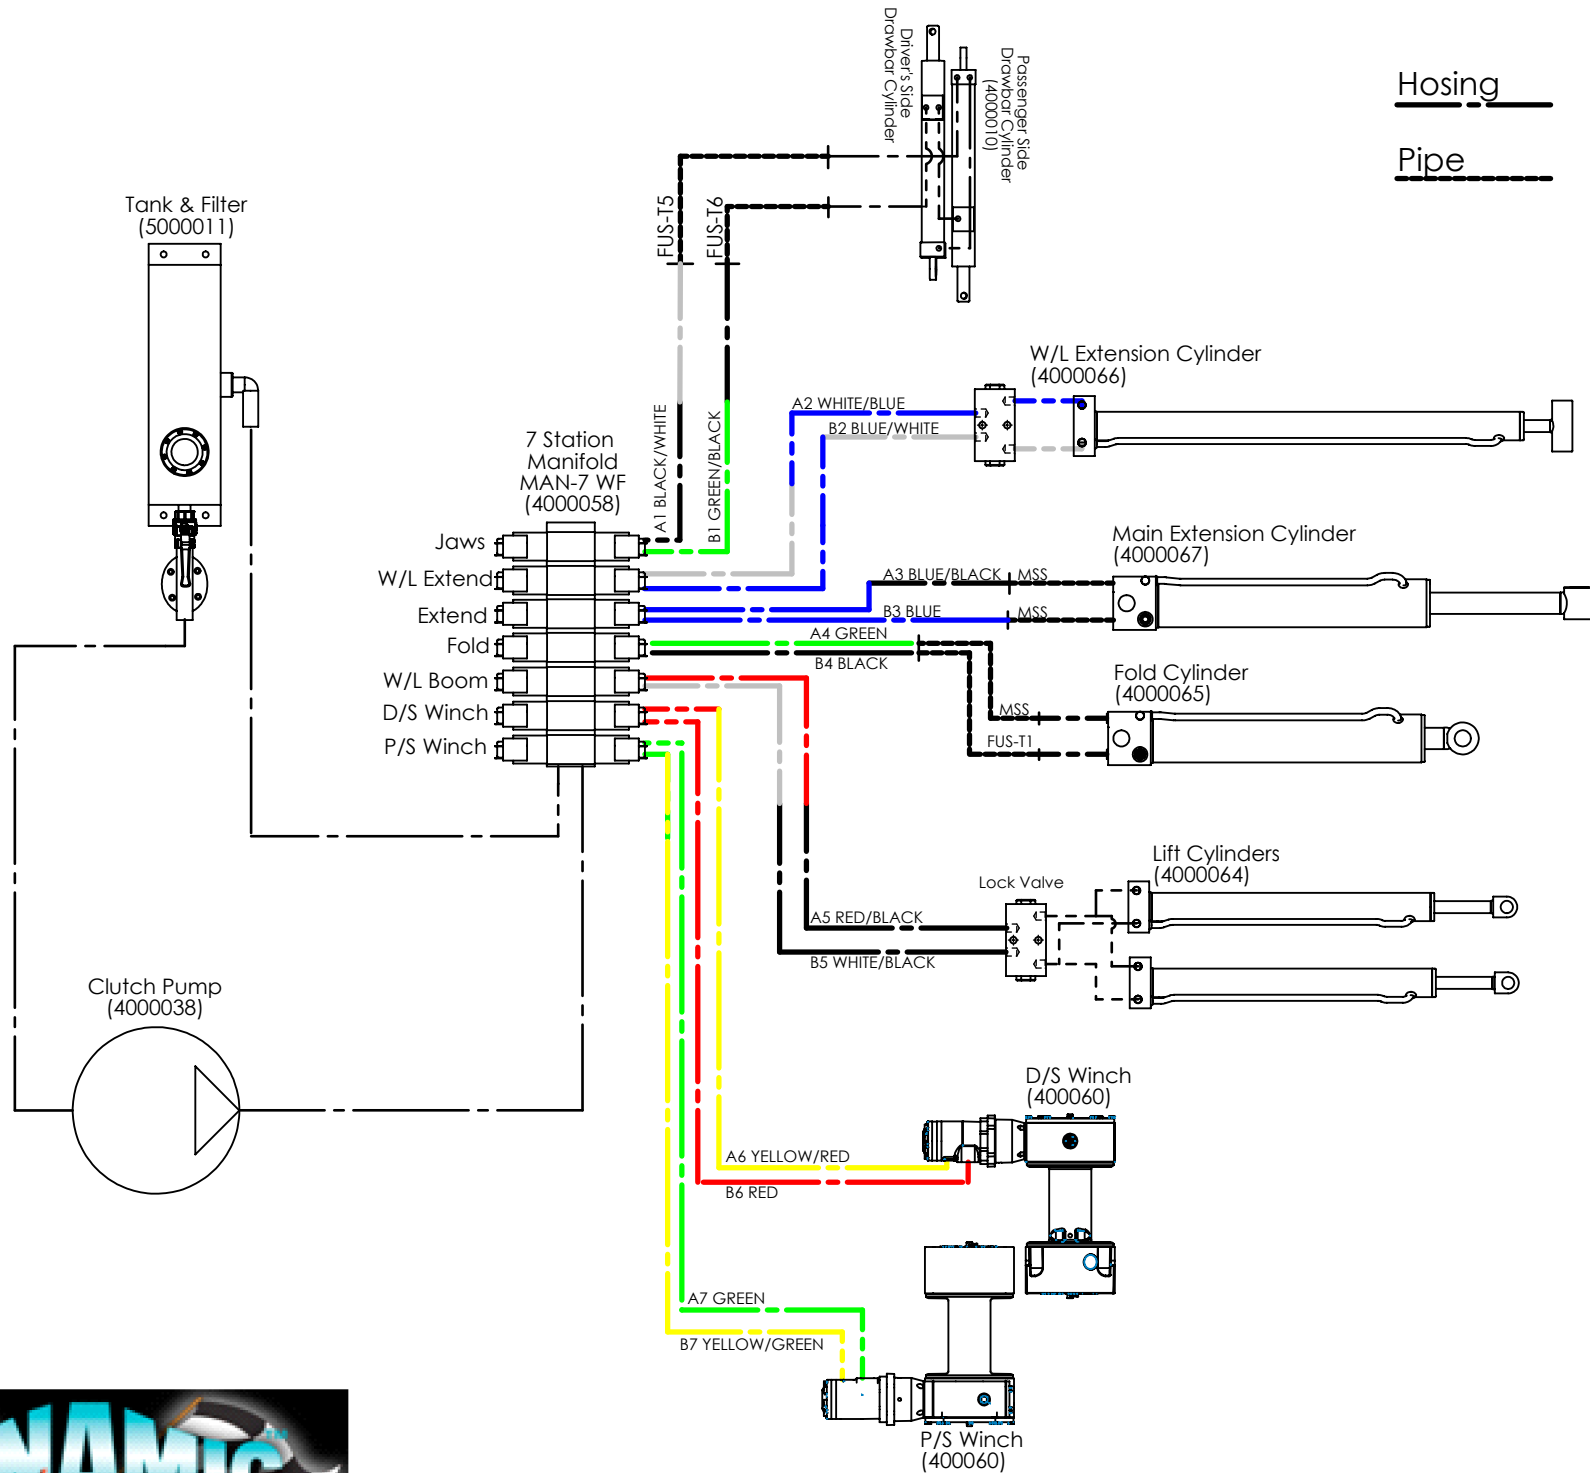 Driver's Side
Drawbar Cylinder
Passenger Side
Drawbar Cylinder
(4000010)
Hosing
Pipe
Tank & Filter
(5000011)
FUS-T5
FUS-T6
A1 BLACK/WHITE
B1 GREEN/BLACK
W/L Extension Cylinder
(4000066)
A2 WHITE/BLUE
B2 BLUE/WHITE
7 Station
Manifold
MAN-7 WF
(4000058)
Jaws
W/L Extend
Extend
Fold
W/L Boom
D/S Winch
P/S Winch
Main Extension Cylinder
(4000067)
A3 BLUE/BLACK
MSS
B3 BLUE
MSS
A4 GREEN
B4 BLACK
Fold Cylinder
(4000065)
MSS
FUS-T1
Lift Cylinders
(4000064)
Lock Valve
A5 RED/BLACK
B5 WHITE/BLACK
Clutch Pump
(4000038)
D/S Winch
(400060)
A6 YELLOW/RED
B6 RED
A7 GREEN
B7 YELLOW/GREEN
P/S Winch
(400060)
NAMIC
TM